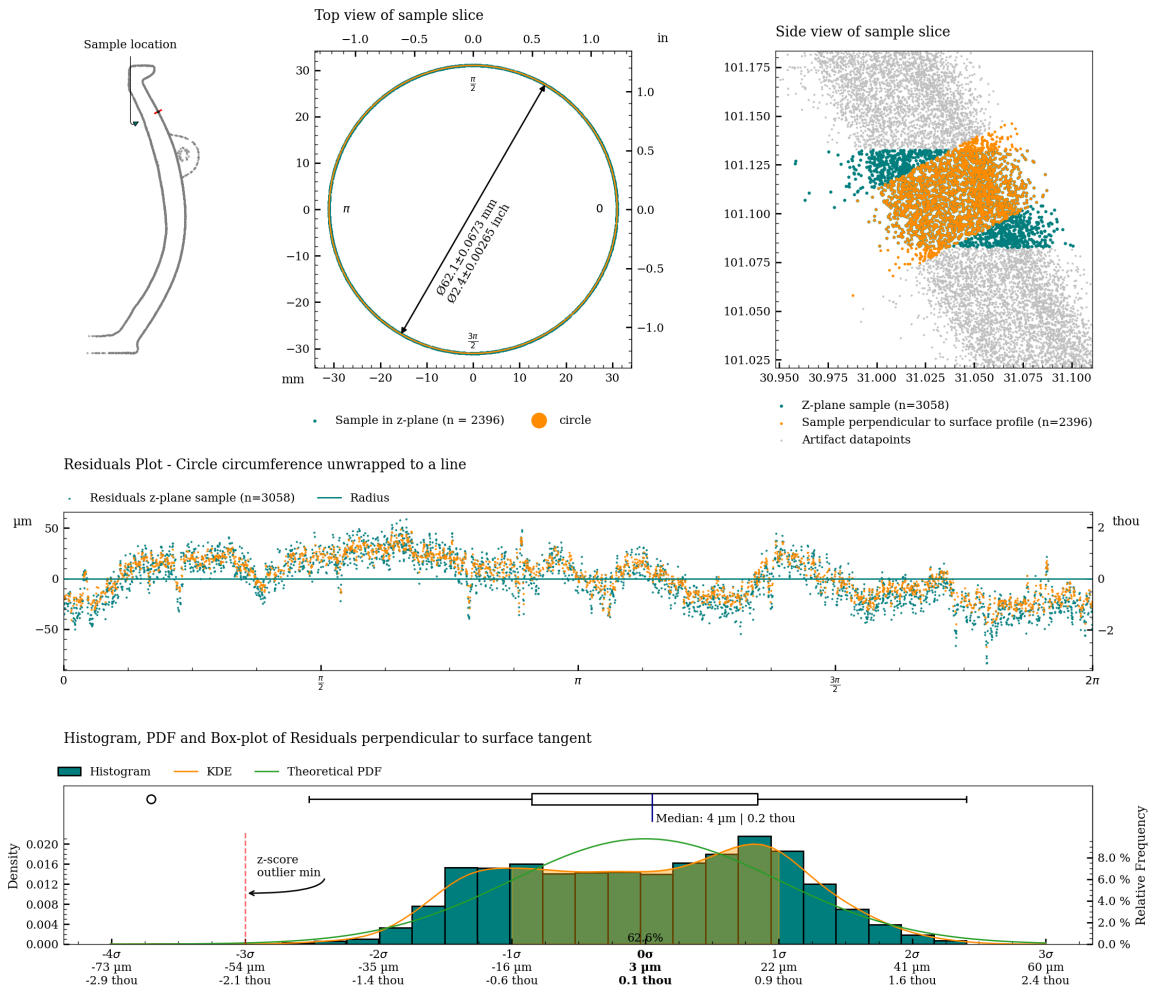 Sample location
Top view of sample slice
−1.0 −0.5 0.0 0.5 1.0 in
30
20
10
0
−10
−20
−30
1.0
0.5
0.0
−0.5
−1.0
π/2
π
0
3π/2
Ø62.1±0.0673 mm
Ø2.4±0.00265 inch
mm −30 −20 −10 0 10 20 30
Sample in z-plane (n = 2396) circle
Side view of sample slice
101.175
101.150
101.125
101.100
101.075
101.050
101.025
30.950 30.975 31.000 31.025 31.050 31.075 31.100
Z-plane sample (n=3058)
Sample perpendicular to surface profile (n=2396)
Artifact datapoints
Residuals Plot - Circle circumference unwrapped to a line
Residuals z-plane sample (n=3058) Radius
µm
50
0
−50
thou
2
0
−2
0 π/2 π 3π/2 2π
Histogram, PDF and Box-plot of Residuals perpendicular to surface tangent
Histogram KDE Theoretical PDF
Median: 4 µm | 0.2 thou
Density
0.020
0.016
0.012
0.008
0.004
0.000
z-score
outlier min
62.6%
Relative Frequency
8.0 %
6.0 %
4.0 %
2.0 %
0.0 %
-4σ -3σ -2σ -1σ 0σ 1σ 2σ 3σ
-73 µm -54 µm -35 µm -16 µm 3 µm 22 µm 41 µm 60 µm
-2.9 thou -2.1 thou -1.4 thou -0.6 thou 0.1 thou 0.9 thou 1.6 thou 2.4 thou